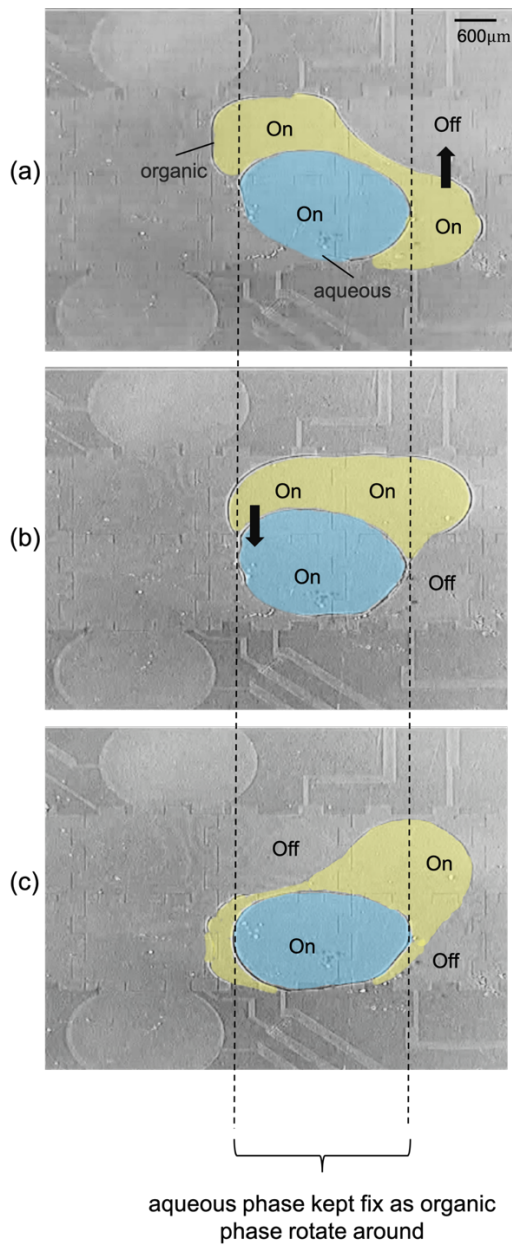 600μm
(a)
On
Off
organic
On
On
aqueous
(b)
On
On
On
Off
(c)
Off
On
On
Off
aqueous phase kept fix as organic
phase rotate around